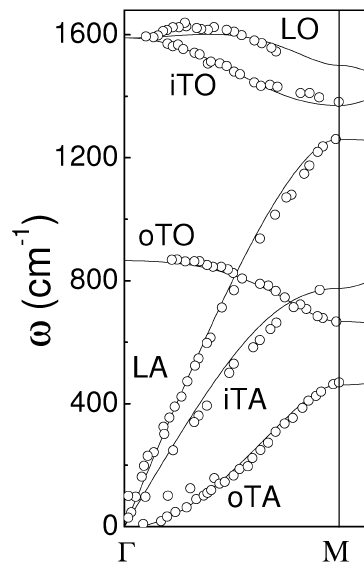 1600
LO
iTO
1200
oTO
800
ω (cm⁻¹)
LA
400
iTA
oTA
0
Γ
M